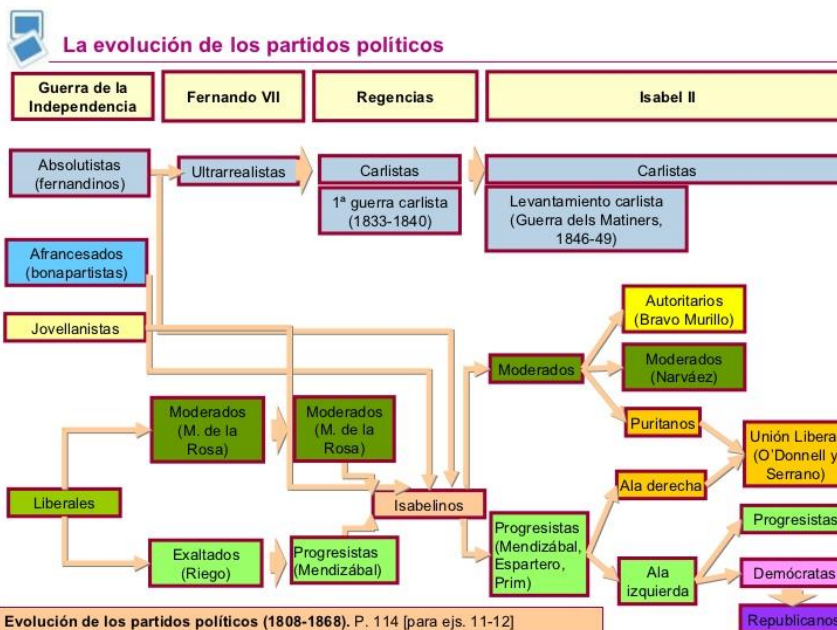 La evolución de los partidos políticos
Guerra de la
Independencia
Fernando VII
Regencias
Isabel II
Absolutistas
(fernandinos)
Ultrarrealistas
Carlistas
Carlistas
1ª guerra carlista
(1833-1840)
Levantamiento carlista
(Guerra dels Matiners,
1846-49)
Afrancesados
(bonapartistas)
Jovellanistas
Autoritarios
(Bravo Murillo)
Moderados
Moderados
(Narváez)
Moderados
(M. de la
Rosa)
Moderados
(M. de la
Rosa)
Puritanos
Unión Libera
(O'Donnell y
Serrano)
Ala derecha
Liberales
Isabelinos
Progresistas
(Mendizábal,
Espartero,
Prim)
Progresistas
Exaltados
(Riego)
Progresistas
(Mendizábal)
Ala
izquierda
Demócratas
Republicanos
Evolución de los partidos políticos (1808-1868). P. 114 [para ejs. 11-12]